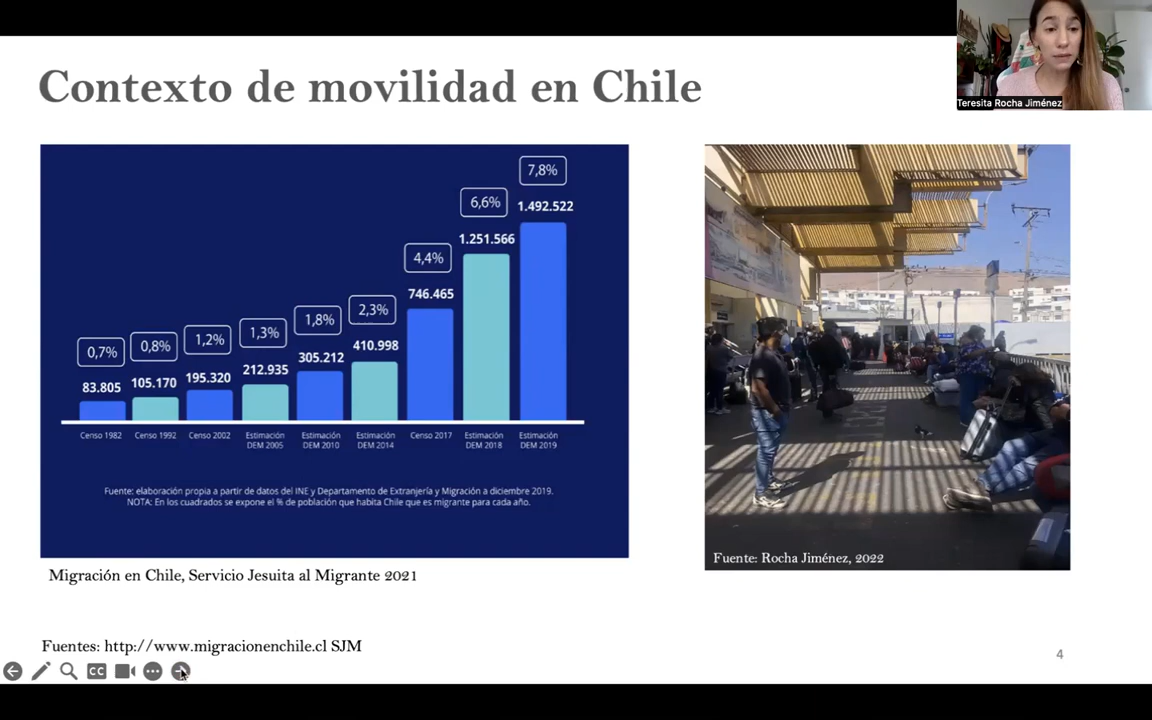 Contexto de movilidad en Chile
Teresita Rocha Jiménez
7,8%
6,6%
1.492.522
1.251.566
4,4%
746.465
2,3%
1,8%
410.998
1,3%
1,2%
305.212
0,8%
0,7%
212.935
195.320
105.170
83.805
Censo 1982
Censo 1992
Censo 2002
Estimación
DEM 2005
Estimación
DEM 2010
Estimación
DEM 2014
Censo 2017
Estimación
DEM 2018
Estimación
DEM 2019
Fuente: elaboración propia a partir de datos del INE y Departamento de Extranjería y Migración a diciembre 2019.
NOTA: En los cuadrados se expone el % de población que habita Chile que es migrante para cada año.
Fuente: Rocha Jiménez, 2022
Migración en Chile, Servicio Jesuita al Migrante 2021
Fuentes: http://www.migracionenchile.cl SJM
4
CC